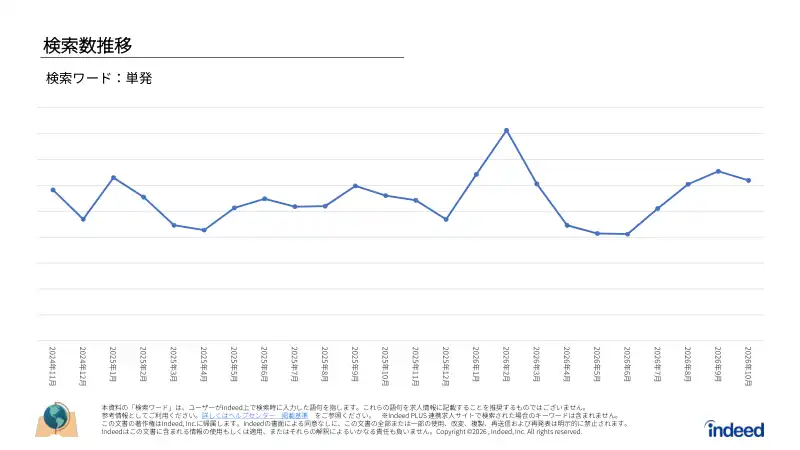 検索数推移
検索ワード：単発
2024年11月
2024年12月
2025年1月
2025年2月
2025年3月
2025年4月
2025年5月
2025年6月
2025年7月
2025年8月
2025年9月
2025年10月
2025年11月
2025年12月
2026年1月
2026年2月
2026年3月
2026年4月
2026年5月
2026年6月
2026年7月
2026年8月
2026年9月
2026年10月
本資料の「検索ワード」は、ユーザーがIndeed上で検索時に入力した語句を指します。これらの語句を求人情報に記載することを推奨するものではございません。
参考情報としてご利用ください。詳しくはヘルプセンター　掲載基準　をご参照ください。　※Indeed PLUS 連携求人サイトで検索された場合のキーワードは含まれません。
この文書の著作権はIndeed, Inc.に帰属します。Indeedの書面による同意なしに、この文書の全部または一部の使用、改変、複製、再送信および再発表は明示的に禁止されます。
Indeedはこの文書に含まれる情報の使用もしくは適用、またはそれらの解釈によるいかなる責任も負いません。Copyright ©2026 , Indeed, Inc. All rights reserved.
indeed